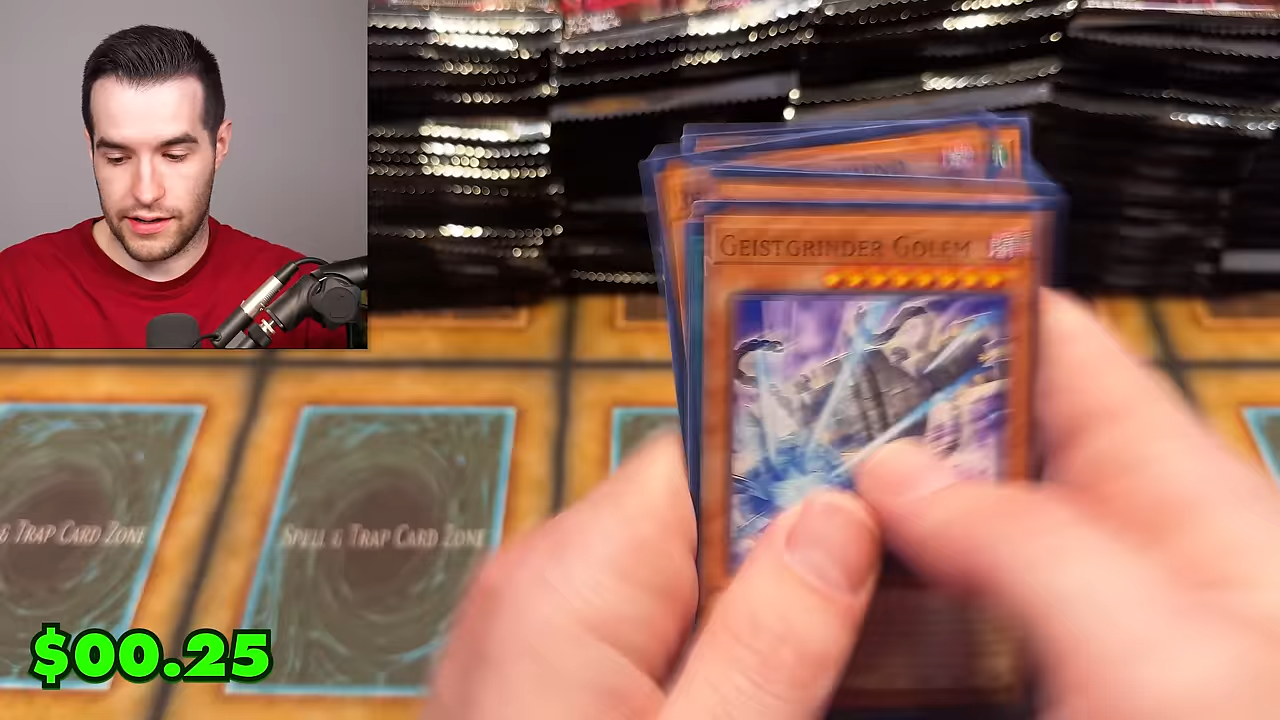 GEISTGRINDER GOLEM
& TRAP CARD ZONE
SPELL & TRAP CARD ZONE
$00.25